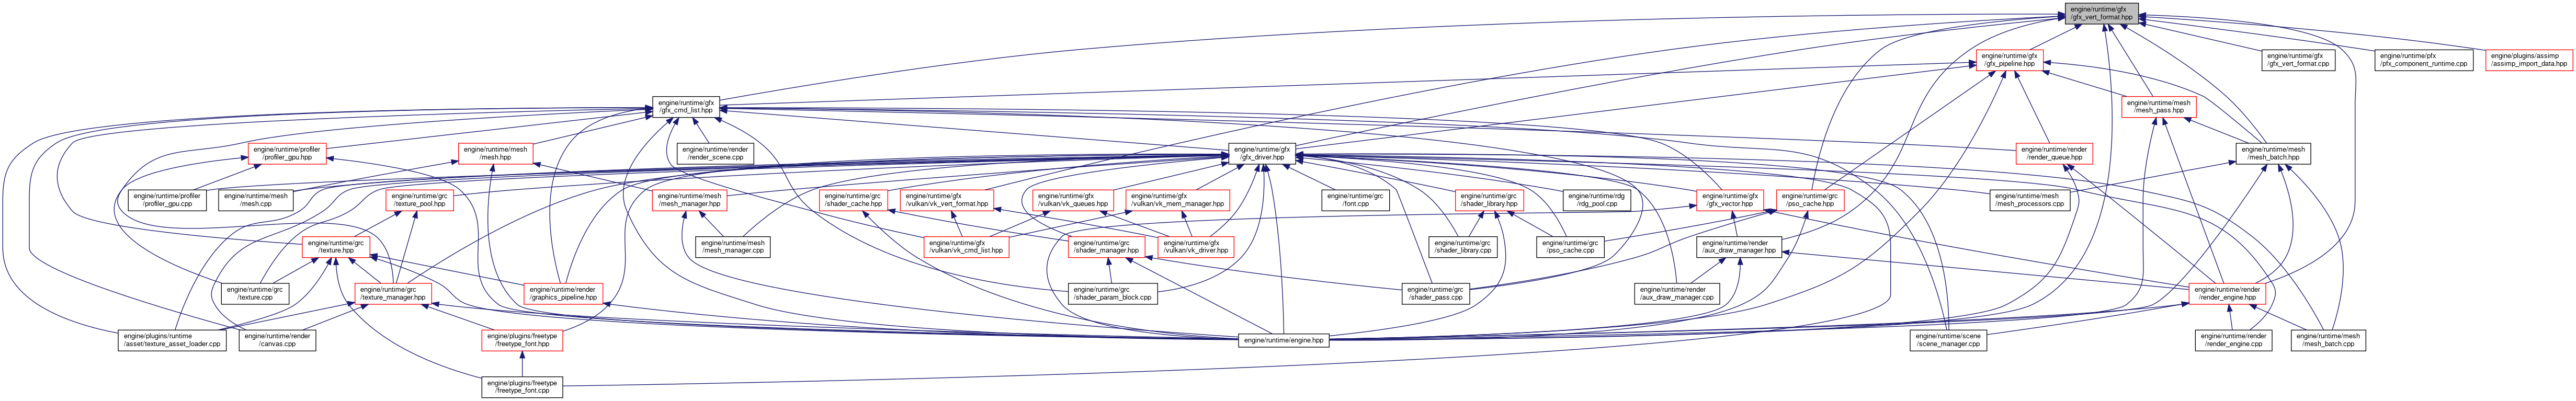 engine/runtime/gfx
/gfx_vert_format.hpp
engine/runtime/gfx
/gfx_pipeline.hpp
engine/runtime/gfx
/gfx_vert_format.cpp
engine/runtime/pfx
/pfx_component_runtime.cpp
engine/plugins/assimp
/assimp_import_data.hpp
engine/runtime/gfx
/gfx_cmd_list.hpp
engine/runtime/mesh
/mesh_pass.hpp
engine/runtime/profiler
/profiler_gpu.hpp
engine/runtime/mesh
/mesh.hpp
engine/runtime/render
/render_scene.cpp
engine/runtime/gfx
/gfx_driver.hpp
engine/runtime/render
/render_queue.hpp
engine/runtime/mesh
/mesh_batch.hpp
engine/runtime/profiler
/profiler_gpu.cpp
engine/runtime/mesh
/mesh.cpp
engine/runtime/grc
/texture_pool.hpp
engine/runtime/mesh
/mesh_manager.hpp
engine/runtime/grc
/shader_cache.hpp
engine/runtime/gfx
/vulkan/vk_vert_format.hpp
engine/runtime/gfx
/vulkan/vk_queues.hpp
engine/runtime/gfx
/vulkan/vk_mem_manager.hpp
engine/runtime/grc
/font.cpp
engine/runtime/grc
/shader_library.hpp
engine/runtime/rdg
/rdg_pool.cpp
engine/runtime/gfx
/gfx_vector.hpp
engine/runtime/grc
/pso_cache.hpp
engine/runtime/mesh
/mesh_processors.cpp
engine/runtime/grc
/texture.hpp
engine/runtime/mesh
/mesh_manager.cpp
engine/runtime/gfx
/vulkan/vk_cmd_list.hpp
engine/runtime/grc
/shader_manager.hpp
engine/runtime/gfx
/vulkan/vk_driver.hpp
engine/runtime/grc
/shader_library.cpp
engine/runtime/grc
/pso_cache.cpp
engine/runtime/render
/aux_draw_manager.hpp
engine/runtime/grc
/texture.cpp
engine/runtime/grc
/texture_manager.hpp
engine/runtime/render
/graphics_pipeline.hpp
engine/runtime/grc
/shader_param_block.cpp
engine/runtime/grc
/shader_pass.cpp
engine/runtime/render
/aux_draw_manager.cpp
engine/runtime/render
/render_engine.hpp
engine/plugins/runtime
/asset/texture_asset_loader.cpp
engine/runtime/render
/canvas.cpp
engine/plugins/freetype
/freetype_font.hpp
engine/runtime/engine.hpp
engine/runtime/scene
/scene_manager.cpp
engine/runtime/render
/render_engine.cpp
engine/runtime/mesh
/mesh_batch.cpp
engine/plugins/freetype
/freetype_font.cpp